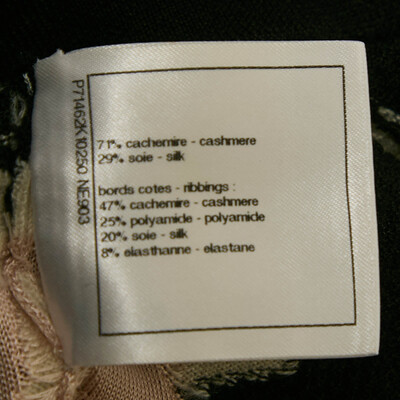 P71462K10250 NE903
71% cachemire - cashmere
29% soie - silk
bords cotes - ribbings :
47% cachemire - cashmere
25% polyamide - polyamide
20% soie - silk
8% elasthanne - elastane